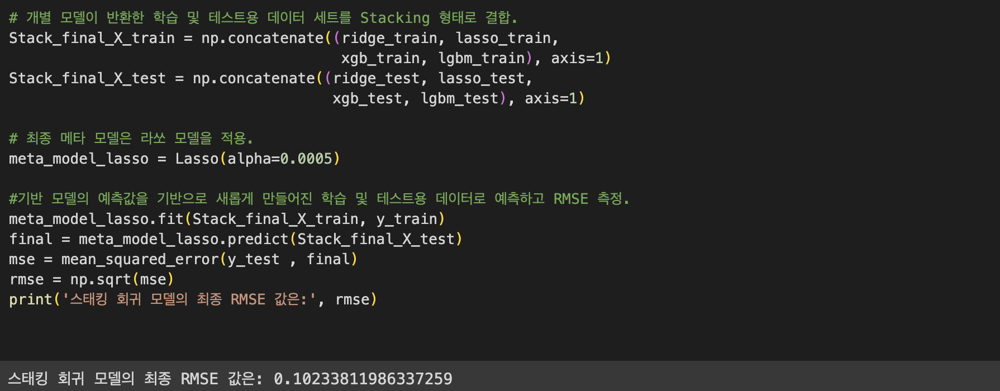 # 개별 모델이 반환한 학습 및 테스트용 데이터 세트를 Stacking 형태로 결합.
Stack_final_X_train = np.concatenate((ridge_train, lasso_train,
xgb_train, lgbm_train), axis=1)
Stack_final_X_test = np.concatenate((ridge_test, lasso_test,
xgb_test, lgbm_test), axis=1)
# 최종 메타 모델은 라쏘 모델을 적용.
meta_model_lasso = Lasso(alpha=0.0005)
#기반 모델의 예측값을 기반으로 새롭게 만들어진 학습 및 테스트용 데이터로 예측하고 RMSE 측정.
meta_model_lasso.fit(Stack_final_X_train, y_train)
final = meta_model_lasso.predict(Stack_final_X_test)
mse = mean_squared_error(y_test , final)
rmse = np.sqrt(mse)
print('스태킹 회귀 모델의 최종 RMSE 값은:', rmse)
스태킹 회귀 모델의 최종 RMSE 값은: 0.10233811986337259